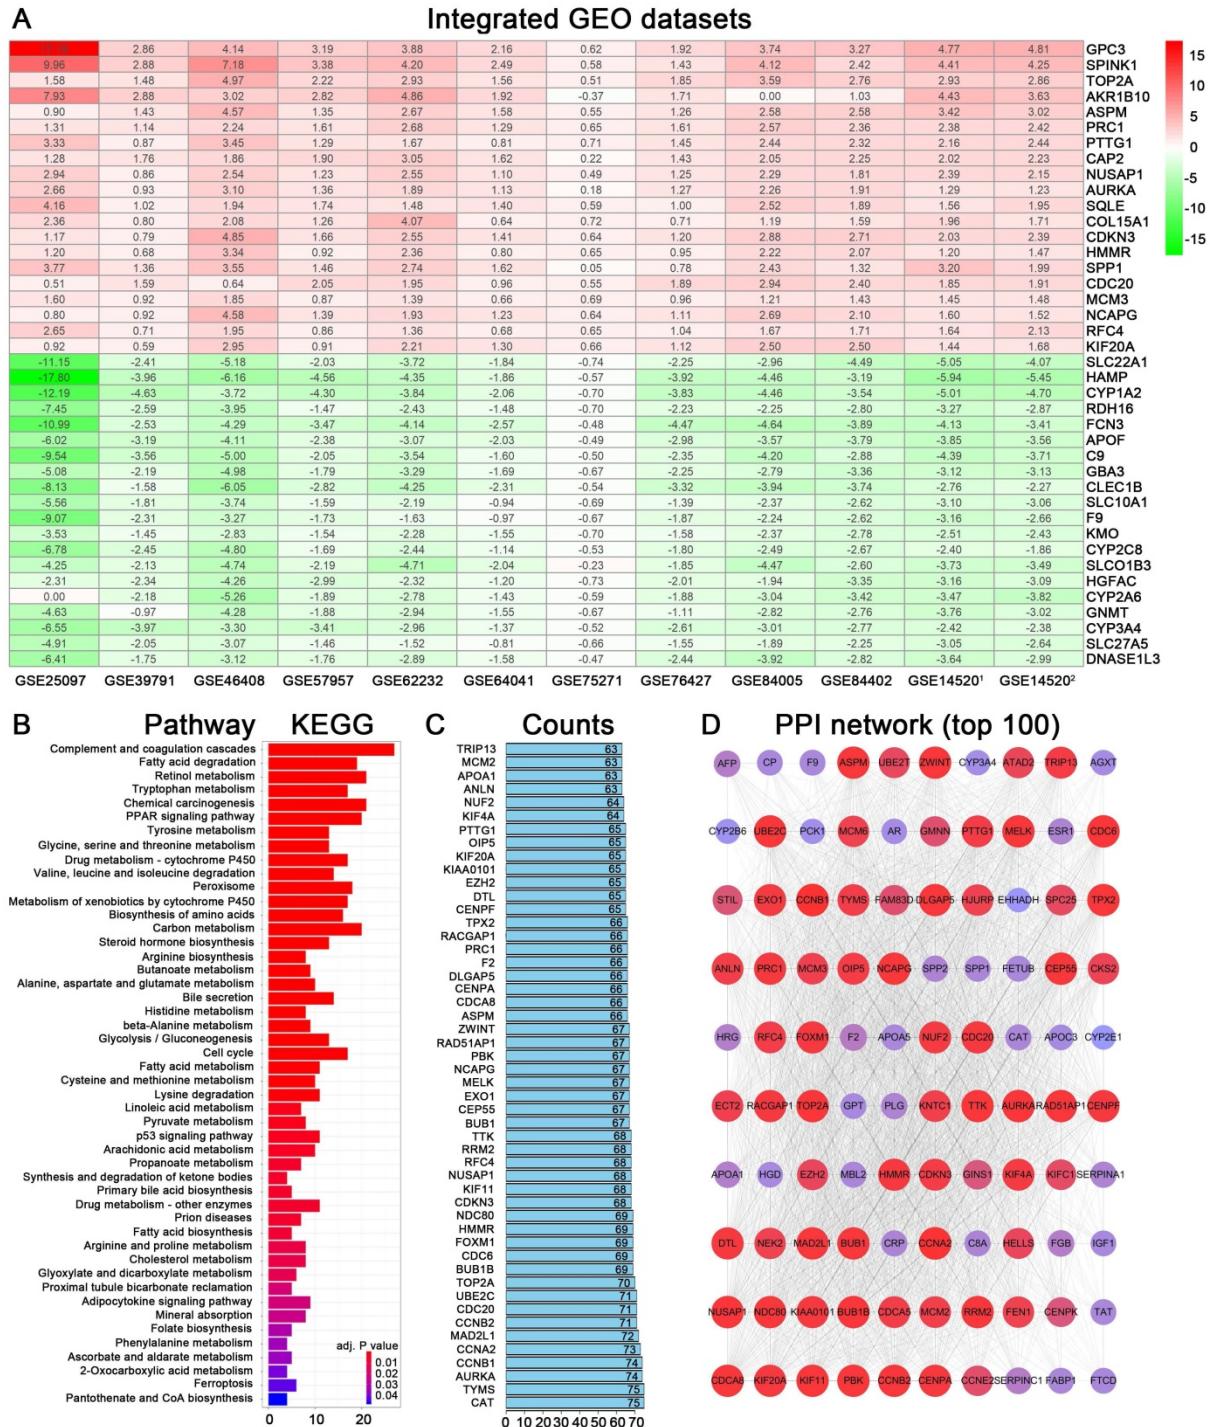 A Integrated GEO datasets
2.86 4.14 3.19 3.88 2.16 0.62 1.92 3.74 3.27 4.77 4.81 GPC3 15
9.96 2.88 7.18 3.38 4.20 2.49 0.58 1.43 4.12 2.42 4.41 4.25 SPINK1
1.58 1.48 4.97 2.22 2.93 1.56 0.51 1.85 3.59 2.76 2.93 2.86 TOP2A 10
7.93 2.88 3.02 2.82 4.86 1.92 -0.37 1.71 0.00 1.03 4.43 3.63 AKR1B10
0.90 1.43 4.57 1.35 2.67 1.58 0.55 1.26 2.58 2.58 3.42 3.02 ASPM 5
1.31 1.14 2.24 1.61 2.68 1.29 0.65 1.61 2.57 2.36 2.38 2.42 PRC1
3.33 0.87 3.45 1.29 1.67 0.81 0.71 1.45 2.44 2.32 2.16 2.44 PTTG1 0
1.28 1.76 1.86 1.90 3.05 1.62 0.22 1.43 2.05 2.25 2.02 2.23 CAP2
2.94 0.86 2.54 1.23 2.55 1.10 0.49 1.25 2.29 1.81 2.39 2.15 NUSAP1 -5
2.66 0.93 3.10 1.36 1.89 1.13 0.18 1.27 2.26 1.91 1.29 1.23 AURKA
4.16 1.02 1.94 1.74 1.48 1.40 0.59 1.00 2.52 1.89 1.56 1.95 SQLE -10
2.36 0.80 2.08 1.26 4.07 0.64 0.72 0.71 1.19 1.59 1.96 1.71 COL15A1
1.17 0.79 4.85 1.66 2.55 1.41 0.64 1.20 2.88 2.71 2.03 2.39 CDKN3 -15
1.20 0.68 3.34 0.92 2.36 0.80 0.65 0.95 2.22 2.07 1.20 1.47 HMMR
3.77 1.36 3.55 1.46 2.74 1.62 0.05 0.78 2.43 1.32 3.20 1.99 SPP1
0.51 1.59 0.64 2.05 1.95 0.96 0.55 1.89 2.94 2.40 1.85 1.91 CDC20
1.60 0.92 1.85 0.87 1.39 0.66 0.69 0.96 1.21 1.43 1.45 1.48 MCM3
0.80 0.92 4.58 1.39 1.93 1.23 0.64 1.11 2.69 2.10 1.60 1.52 NCAPG
2.65 0.71 1.95 0.86 1.36 0.68 0.65 1.04 1.67 1.71 1.64 2.13 RFC4
0.92 0.59 2.95 0.91 2.21 1.30 0.66 1.12 2.50 2.50 1.44 1.68 KIF20A
-11.15 -2.41 -5.18 -2.03 -3.72 -1.84 -0.74 -2.25 -2.96 -4.49 -5.05 -4.07 SLC22A1
-17.80 -3.96 -6.16 -4.56 -4.35 -1.86 -0.57 -3.92 -4.46 -3.19 -5.94 -5.45 HAMP
-12.19 -4.63 -3.72 -4.30 -3.84 -2.06 -0.70 -3.83 -4.46 -3.54 -5.01 -4.70 CYP1A2
-7.45 -2.59 -3.95 -1.47 -2.43 -1.48 -0.70 -2.23 -2.25 -2.80 -3.27 -2.87 RDH16
-10.99 -2.53 -4.29 -3.47 -4.14 -2.57 -0.48 -4.47 -4.64 -3.89 -4.13 -3.41 FCN3
-6.02 -3.19 -4.11 -2.38 -3.07 -2.03 -0.49 -2.98 -3.57 -3.79 -3.85 -3.56 APOF
-9.54 -3.56 -5.00 -2.05 -3.54 -1.60 -0.50 -2.35 -4.20 -2.88 -4.39 -3.71 C9
-5.08 -2.19 -4.98 -1.79 -3.29 -1.69 -0.67 -2.25 -2.79 -3.36 -3.12 -3.13 GBA3
-8.13 -1.58 -6.05 -2.82 -4.25 -2.31 -0.54 -3.32 -3.94 -3.74 -2.76 -2.27 CLEC1B
-5.56 -1.81 -3.74 -1.59 -2.19 -0.94 -0.69 -1.39 -2.37 -2.62 -3.10 -3.06 SLC10A1
-9.07 -2.31 -3.27 -1.73 -1.63 -0.97 -0.67 -1.87 -2.24 -2.62 -3.16 -2.66 F9
-3.53 -1.45 -2.83 -1.54 -2.28 -1.55 -0.70 -1.58 -2.37 -2.78 -2.51 -2.43 KMO
-6.78 -2.45 -4.80 -1.69 -2.44 -1.14 -0.53 -1.80 -2.49 -2.67 -2.40 -1.86 CYP2C8
-4.25 -2.13 -4.74 -2.19 -4.71 -2.04 -0.23 -1.85 -4.47 -2.60 -3.73 -3.49 SLCO1B3
-2.31 -2.34 -4.26 -2.99 -2.32 -1.20 -0.73 -2.01 -1.94 -3.35 -3.16 -3.09 HGFAC
0.00 -2.18 -5.26 -1.89 -2.78 -1.43 -0.59 -1.88 -3.04 -3.42 -3.47 -3.82 CYP2A6
-4.63 -0.97 -4.28 -1.88 -2.94 -1.55 -0.67 -1.11 -2.82 -2.76 -3.76 -3.02 GNMT
-6.55 -3.97 -3.30 -3.41 -2.96 -1.37 -0.52 -2.61 -3.01 -2.77 -2.42 -2.38 CYP3A4
-4.91 -2.05 -3.07 -1.46 -1.52 -0.81 -0.66 -1.55 -1.89 -2.25 -3.05 -2.64 SLC27A5
-6.41 -1.75 -3.12 -1.76 -2.89 -1.58 -0.47 -2.44 -3.92 -2.82 -3.64 -2.99 DNASE1L3
GSE25097 GSE39791 GSE46408 GSE57957 GSE62232 GSE64041 GSE75271 GSE76427 GSE84005 GSE84402 GSE14520¹ GSE14520²
B Pathway KEGG
Complement and coagulation cascades
Fatty acid degradation
Retinol metabolism
Tryptophan metabolism
Chemical carcinogenesis
PPAR signaling pathway
Tyrosine metabolism
Glycine, serine and threonine metabolism
Drug metabolism - cytochrome P450
Valine, leucine and isoleucine degradation
Peroxisome
Metabolism of xenobiotics by cytochrome P450
Biosynthesis of amino acids
Carbon metabolism
Steroid hormone biosynthesis
Arginine biosynthesis
Butanoate metabolism
Alanine, aspartate and glutamate metabolism
Bile secretion
Histidine metabolism
beta-Alanine metabolism
Glycolysis / Gluconeogenesis
Cell cycle
Fatty acid metabolism
Cysteine and methionine metabolism
Lysine degradation
Linoleic acid metabolism
Pyruvate metabolism
p53 signaling pathway
Arachidonic acid metabolism
Propanoate metabolism
Synthesis and degradation of ketone bodies
Primary bile acid biosynthesis
Drug metabolism - other enzymes
Prion diseases
Fatty acid biosynthesis
Arginine and proline metabolism
Cholesterol metabolism
Glyoxylate and dicarboxylate metabolism
Proximal tubule bicarbonate reclamation
Adipocytokine signaling pathway
Mineral absorption
Folate biosynthesis
Phenylalanine metabolism
Ascorbate and aldarate metabolism
2-Oxocarboxylic acid metabolism
Ferroptosis
Pantothenate and CoA biosynthesis
adj. P value
0.01
0.02
0.03
0.04
0 10 20
C Counts
TRIP13 63
MCM2 63
APOA1 63
ANLN 63
NUF2 64
KIF4A 64
PTTG1 65
OIP5 65
KIF20A 65
KIAA0101 65
EZH2 65
DTL 65
CENPF 65
TPX2 66
RACGAP1 66
PRC1 66
F2 66
DLGAP5 66
CENPA 66
CDCA8 66
ASPM 66
ZWINT 67
RAD51AP1 67
PBK 67
NCAPG 67
MELK 67
EXO1 67
CEP55 67
BUB1 67
TTK 68
RRM2 68
RFC4 68
NUSAP1 68
KIF11 68
CDKN3 68
NDC80 69
HMMR 69
FOXM1 69
CDC6 69
BUB1B 69
TOP2A 70
UBE2C 71
CDC20 71
CCNB2 71
MAD2L1 72
CCNA2 73
CCNB1 74
AURKA 74
TYMS 75
CAT 75
0 10 20 30 40 50 60 70
D PPI network (top 100)
AFP CP F9 ASPM UBE2T ZWINT CYP3A4 ATAD2 TRIP13 AGXT
CYP2B6 UBE2C PCK1 MCM6 AR GMNN PTTG1 MELK ESR1 CDC6
STIL EXO1 CCNB1 TYMS FAM83D DLGAP5 HJURP EHHADH SPC25 TPX2
ANLN PRC1 MCM3 OIP5 NCAPG SPP2 SPP1 FETUB CEP55 CKS2
HRG RFC4 FOXM1 F2 APOA5 NUF2 CDC20 CAT APOC3 CYP2E1
ECT2 RACGAP1 TOP2A GPT PLG KNTC1 TTK AURKA RAD51AP1 CENPF
APOA1 HGD EZH2 MBL2 HMMR CDKN3 GINS1 KIF4A KIFC1 SERPINA1
DTL NEK2 MAD2L1 BUB1 CRP CCNA2 C8A HELLS FGB IGF1
NUSAP1 NDC80 KIAA0101 BUB1B CDCA5 MCM2 RRM2 FEN1 CENPK TAT
CDCA8 KIF20A KIF11 PBK CCNB2 CENPA CCNE2 SERPINC1 FABP1 FTCD